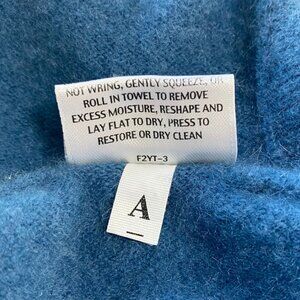 NOT WRING, GENTLY SQUEEZE, OR
ROLL IN TOWEL TO REMOVE
EXCESS MOISTURE, RESHAPE AND
LAY FLAT TO DRY, PRESS TO
RESTORE OR DRY CLEAN
F2YT-3
A